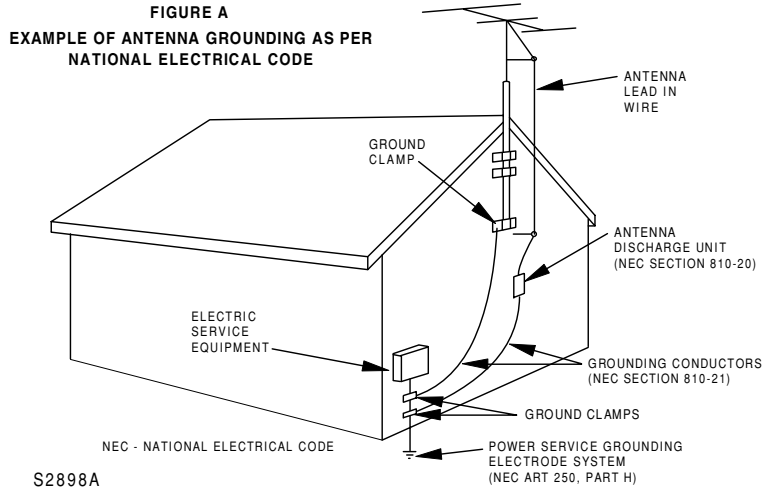 FIGURE A
EXAMPLE OF ANTENNA GROUNDING AS PER
NATIONAL ELECTRICAL CODE
ANTENNA
LEAD IN
WIRE
GROUND
CLAMP
ANTENNA
DISCHARGE UNIT
(NEC SECTION 810-20)
ELECTRIC
SERVICE
EQUIPMENT
GROUNDING CONDUCTORS
(NEC SECTION 810-21)
GROUND CLAMPS
NEC - NATIONAL ELECTRICAL CODE
POWER SERVICE GROUNDING
ELECTRODE SYSTEM
(NEC ART 250, PART H)
S2898A